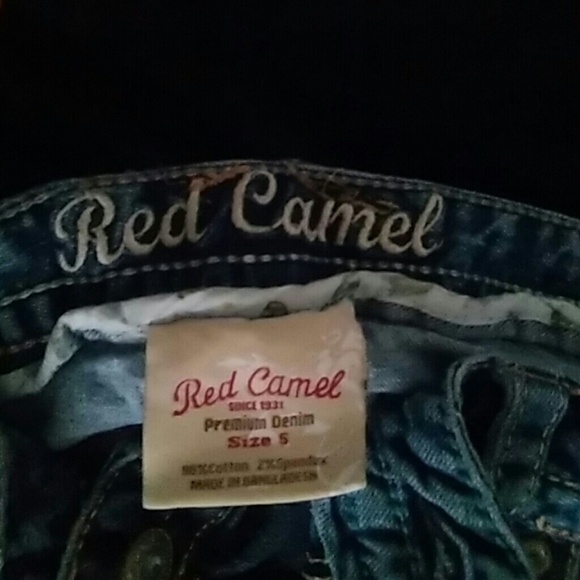 Red Camel
Red Camel
SINCE 1931
Premium Denim
Size 5
98%Cotton 2%Spandex
MADE IN BANGLADESH